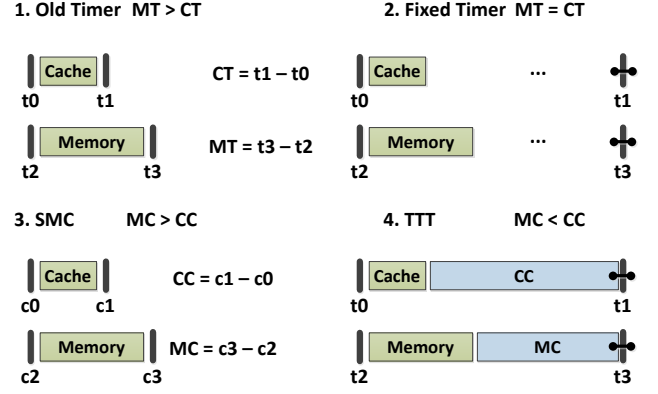 1. Old Timer MT > CT
Cache
t0 t1
CT = t1 – t0
Memory
t2 t3
MT = t3 – t2
2. Fixed Timer MT = CT
Cache ...
t0 t1
Memory ...
t2 t3
3. SMC MC > CC
Cache
c0 c1
CC = c1 – c0
Memory
c2 c3
MC = c3 – c2
4. TTT MC < CC
Cache CC
t0 t1
Memory MC
t2 t3